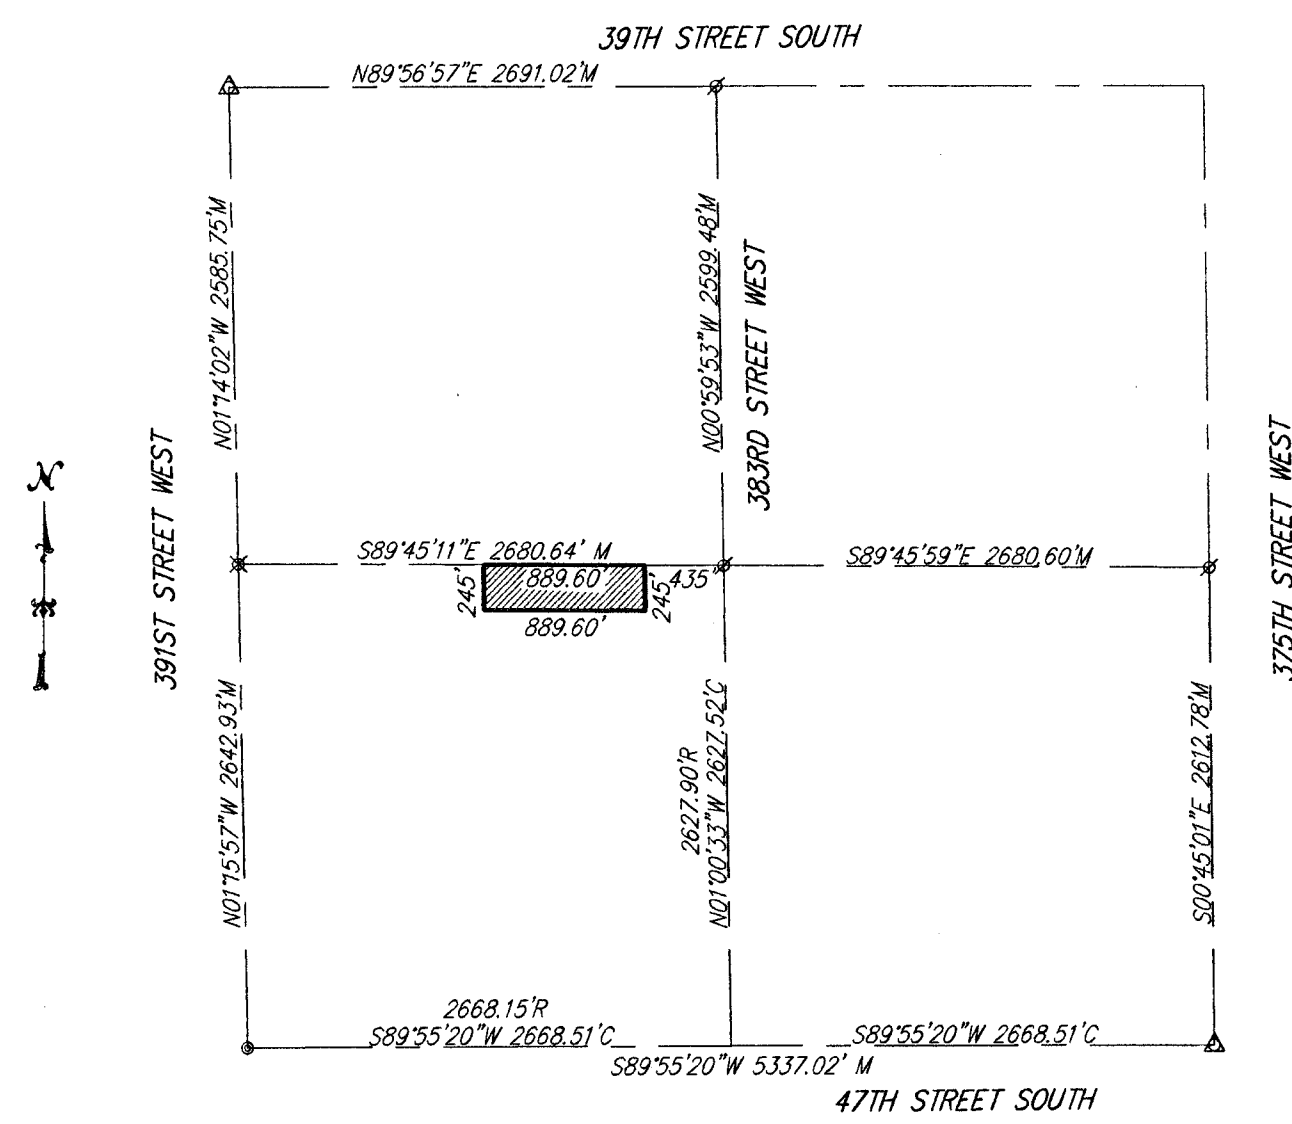 39TH STREET SOUTH
N89°56'57"E 2691.02'M
N01°14'02"W 2585.75'M
N00°59'53"W 2599.48'M
383RD STREET WEST
391ST STREET WEST
375TH STREET WEST
N
S89°45'11"E 2680.64' M
S89°45'59"E 2680.60'M
245'
889.60'
245'
435'
889.60'
N01°15'57"W 2642.93'M
2627.90'R
N01°00'33"W 2627.52'C
S00°45'01"E 2612.78'M
2668.15'R
S89°55'20"W 2668.51'C
S89°55'20"W 2668.51'C
S89°55'20"W 5337.02' M
47TH STREET SOUTH